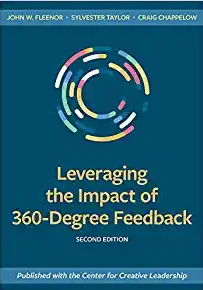 JOHN W. FLEENOR • SYLVESTER TAYLOR • CRAIG CHAPPELOW
Leveraging
the Impact of
360-Degree Feedback
SECOND EDITION
Published with the Center for Creative Leadership